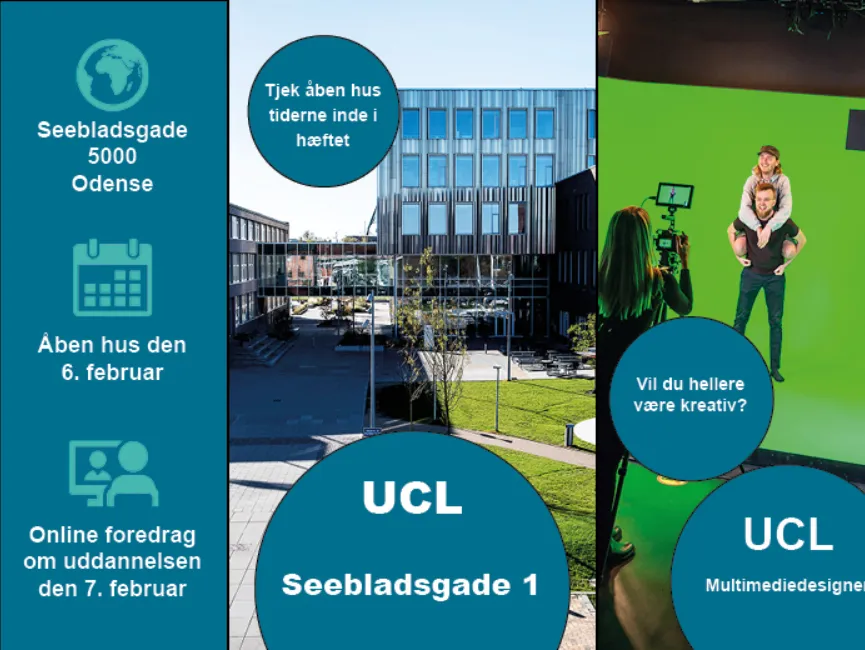 Seebladsgade
5000
Odense
Åben hus den
6. februar
Online foredrag
om uddannelsen
den 7. februar
Tjek åben hus
tiderne inde i
hæftet
UCL
Seebladsgade 1
Vil du hellere
være kreativ?
UCL
Multimediedesigner